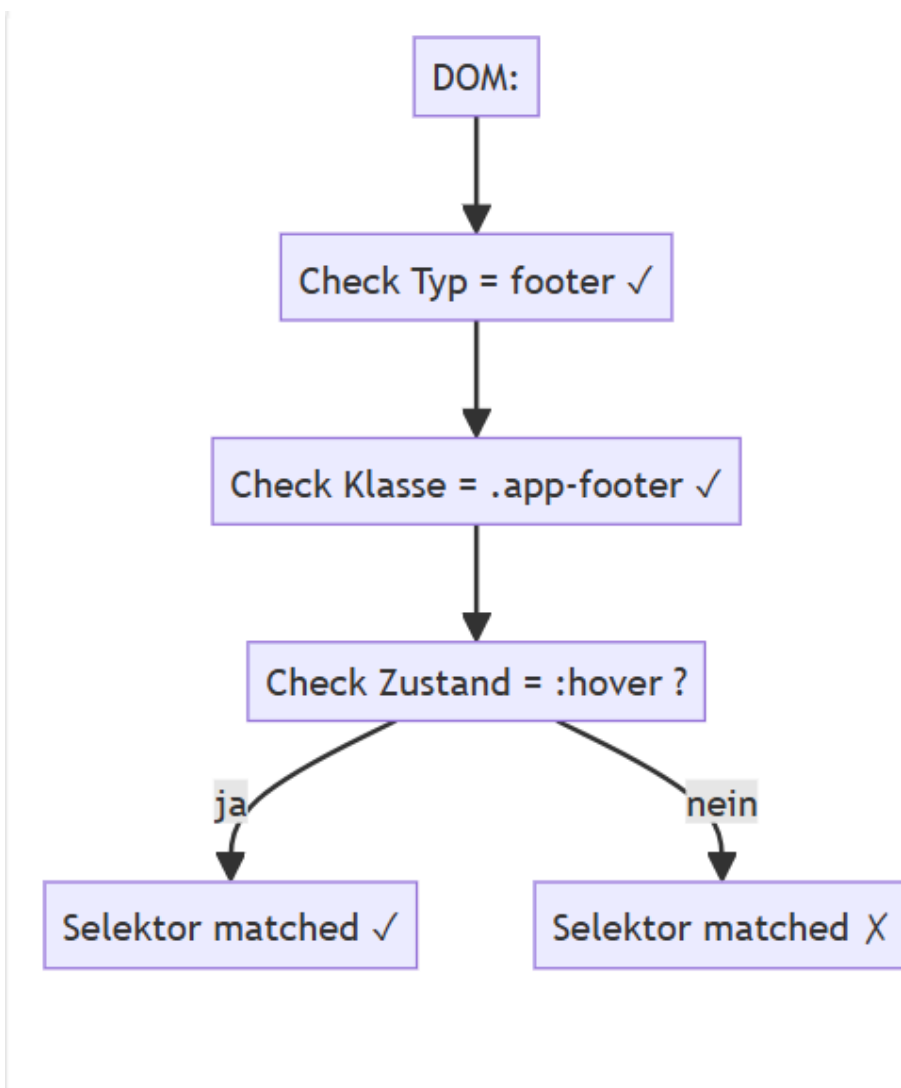 DOM:
Check Typ = footer ✓
Check Klasse = .app-footer ✓
Check Zustand = :hover ?
ja
nein
Selektor matched ✓
Selektor matched ✗